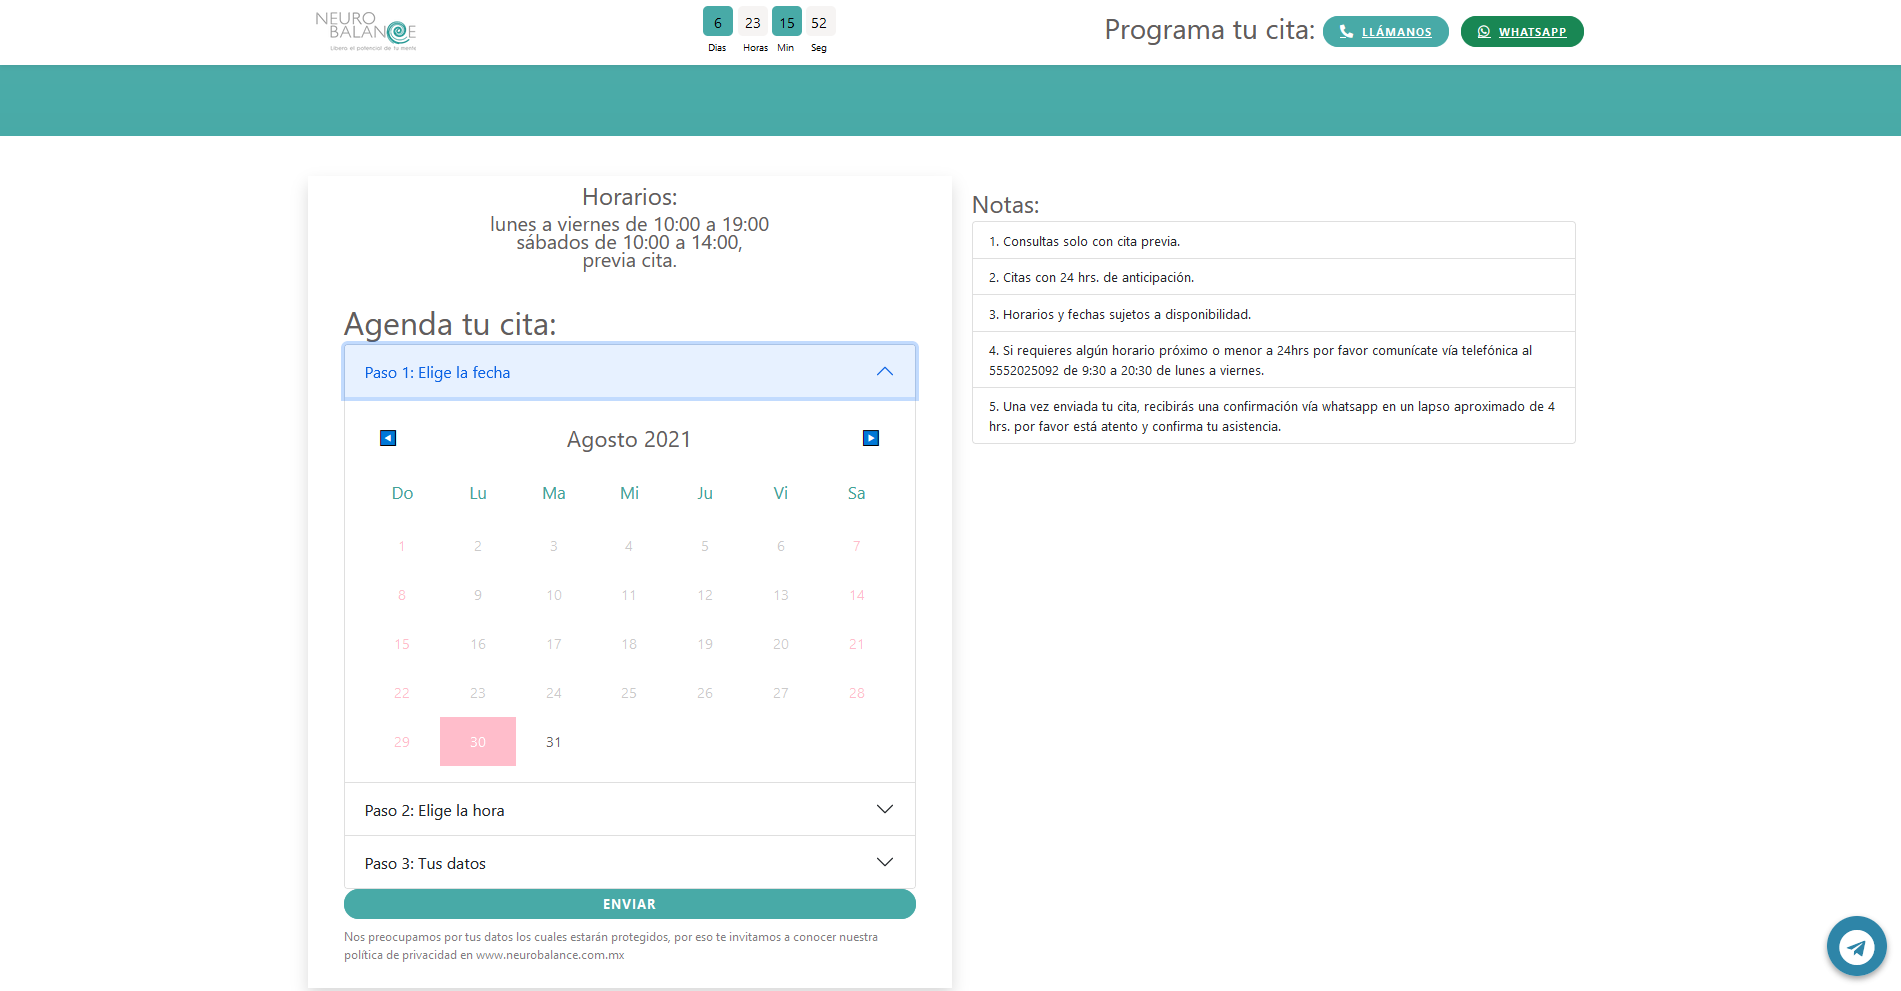 NEURO
BALANCE
Libera el potencial de tu mente
6 23 15 52
Dias Horas Min Seg
Programa tu cita: LLÁMANOS WHATSAPP
Horarios:
lunes a viernes de 10:00 a 19:00
sábados de 10:00 a 14:00,
previa cita.
Agenda tu cita:
Paso 1: Elige la fecha
Agosto 2021
Do Lu Ma Mi Ju Vi Sa
1 2 3 4 5 6 7
8 9 10 11 12 13 14
15 16 17 18 19 20 21
22 23 24 25 26 27 28
29 30 31
Paso 2: Elige la hora
Paso 3: Tus datos
ENVIAR
Nos preocupamos por tus datos los cuales estarán protegidos, por eso te invitamos a conocer nuestra
política de privacidad en www.neurobalance.com.mx
Notas:
1. Consultas solo con cita previa.
2. Citas con 24 hrs. de anticipación.
3. Horarios y fechas sujetos a disponibilidad.
4. Si requieres algún horario próximo o menor a 24hrs por favor comunícate vía telefónica al
5552025092 de 9:30 a 20:30 de lunes a viernes.
5. Una vez enviada tu cita, recibirás una confirmación vía whatsapp en un lapso aproximado de 4
hrs. por favor está atento y confirma tu asistencia.